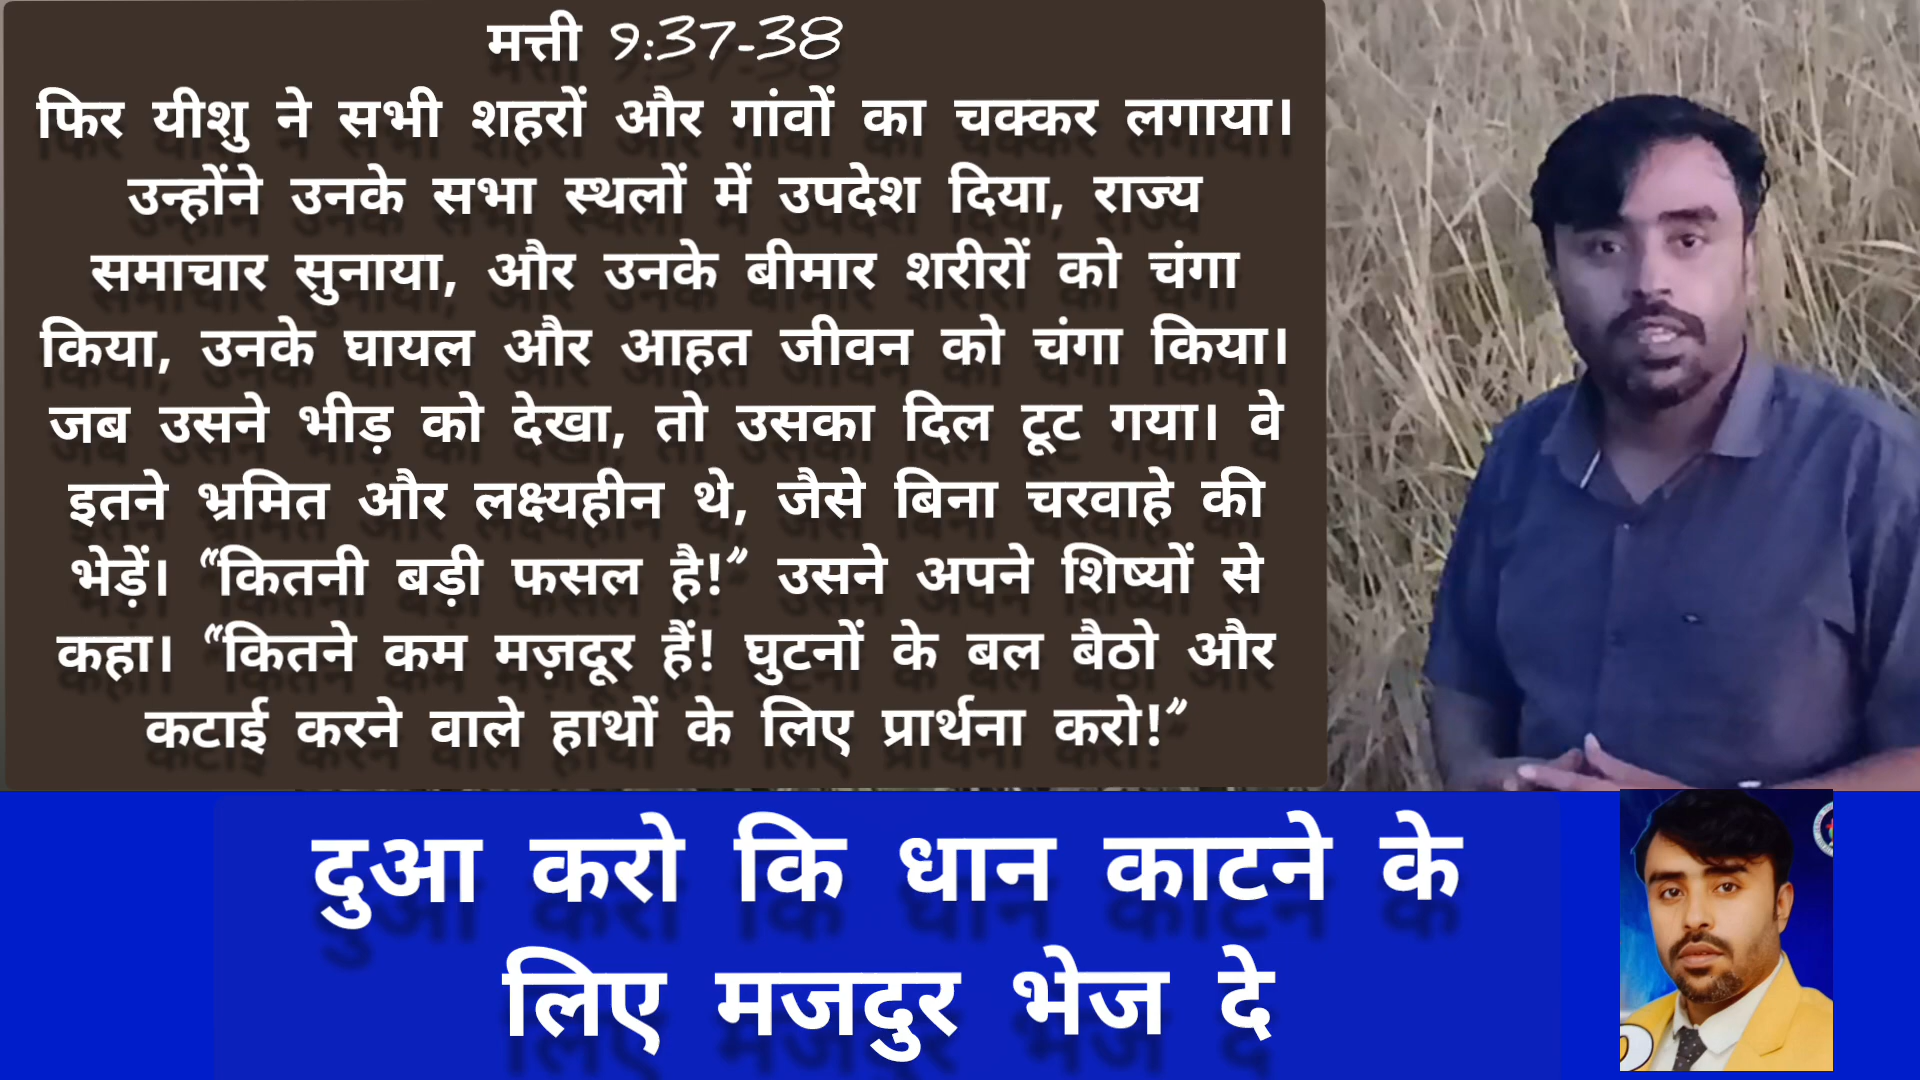 मत्ती 9:37-38
फिर यीशु ने सभी शहरों और गांवों का चक्कर लगाया।
उन्होंने उनके सभा स्थलों में उपदेश दिया, राज्य
समाचार सुनाया, और उनके बीमार शरीरों को चंगा
किया, उनके घायल और आहत जीवन को चंगा किया।
जब उसने भीड़ को देखा, तो उसका दिल टूट गया। वे
इतने भ्रमित और लक्ष्यहीन थे, जैसे बिना चरवाहे की
भेड़ें। “कितनी बड़ी फसल है!” उसने अपने शिष्यों से
कहा। “कितने कम मज़दूर हैं! घुटनों के बल बैठो और
कटाई करने वाले हाथों के लिए प्रार्थना करो!”
दुआ करो कि धान काटने के
लिए मजदुर भेज दे